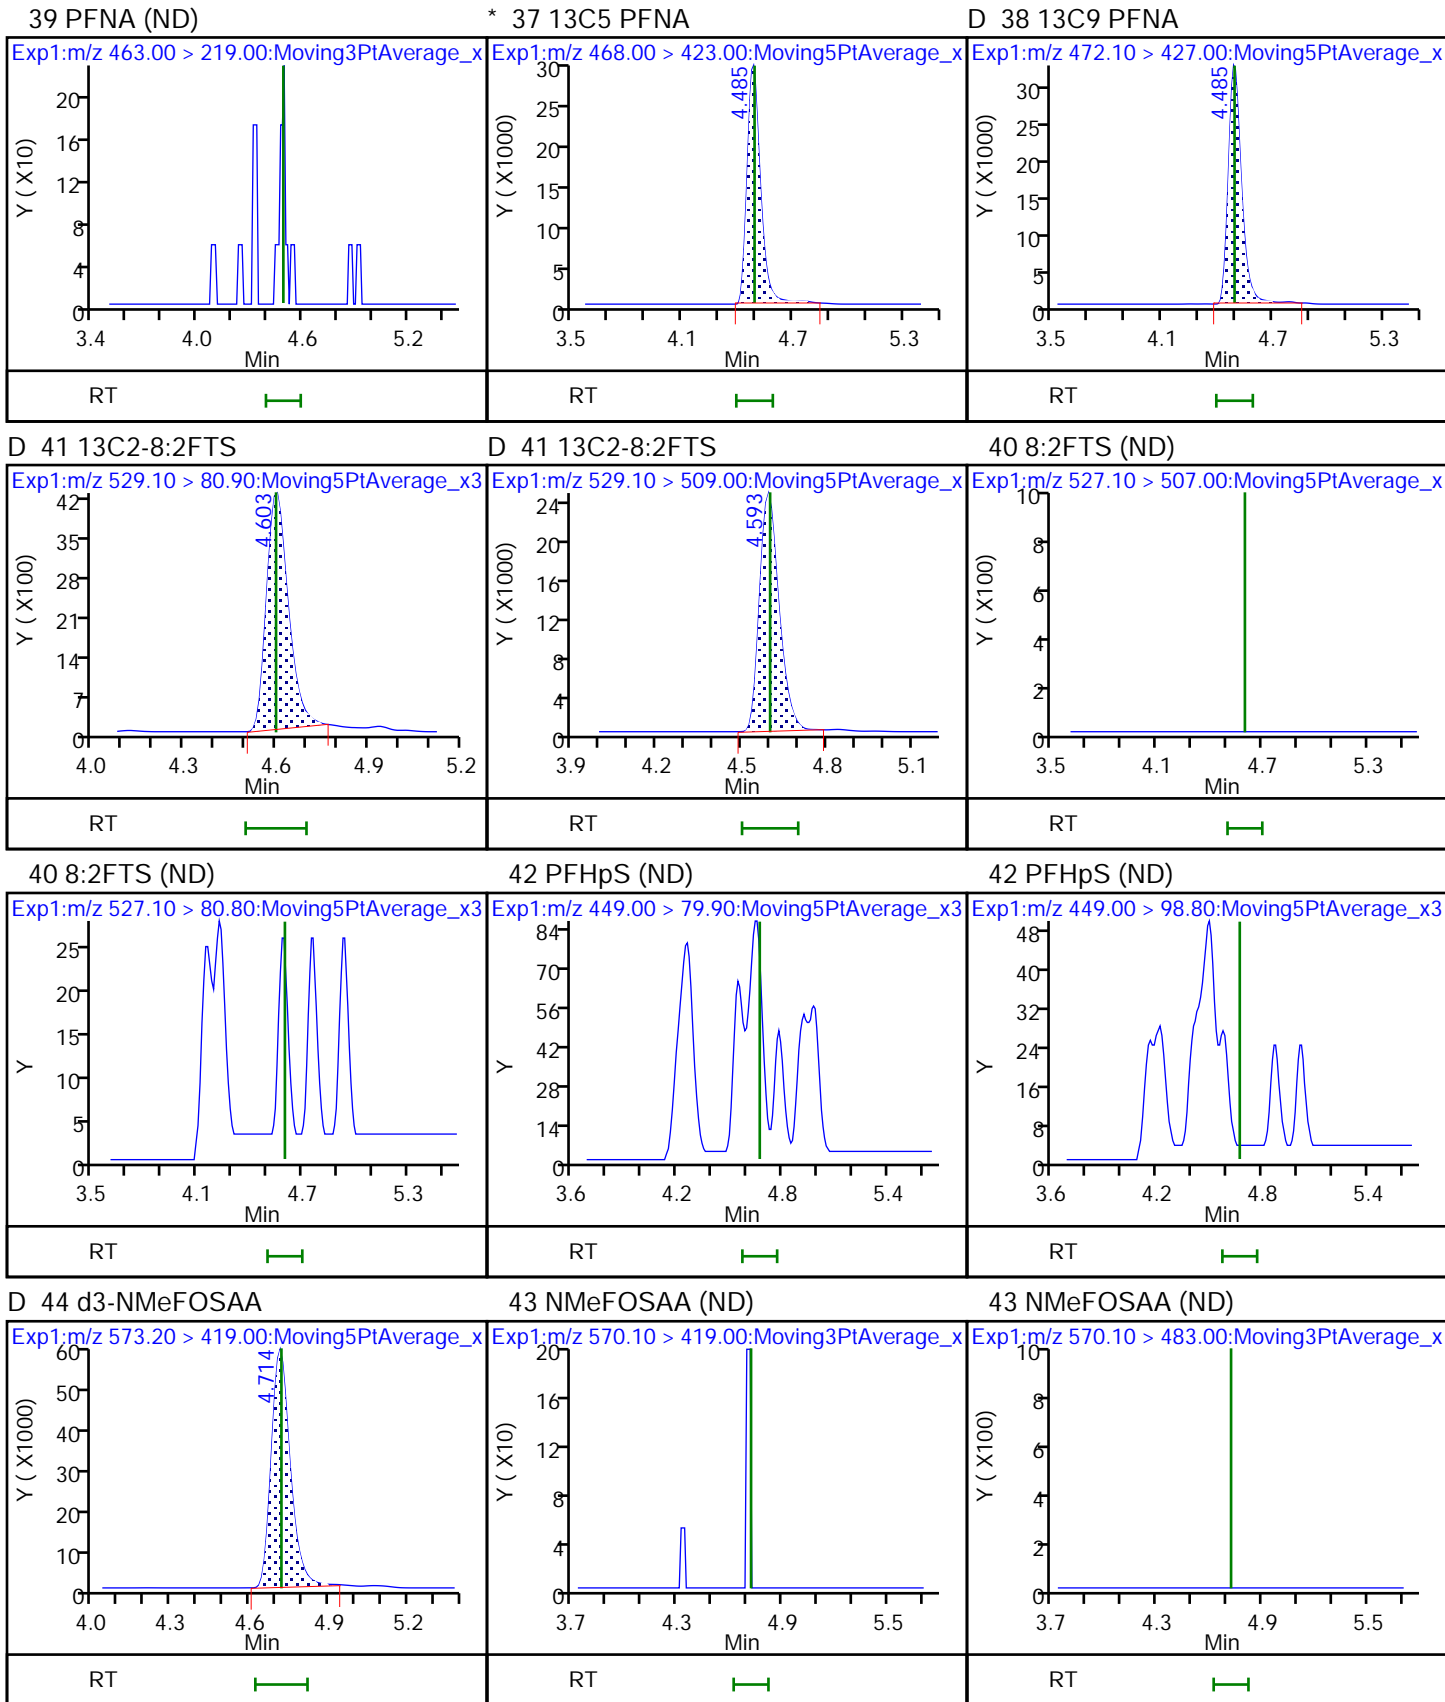 39 PFNA (ND)
Exp1:m/z 463.00 > 219.00:Moving3PtAverage_x
Y ( X10)
20
16
12
8
4
0
3.4 4.0 4.6 5.2
Min
RT
* 37 13C5 PFNA
Exp1:m/z 468.00 > 423.00:Moving5PtAverage_x
4.485
Y ( X1000)
30
25
20
15
10
5
0
3.5 4.1 4.7 5.3
Min
RT
D 38 13C9 PFNA
Exp1:m/z 472.10 > 427.00:Moving5PtAverage_x
4.485
Y ( X1000)
30
25
20
15
10
5
0
3.5 4.1 4.7 5.3
Min
RT
D 41 13C2-8:2FTS
Exp1:m/z 529.10 > 80.90:Moving5PtAverage_x3
4.603
Y ( X100)
42
35
28
21
14
7
0
4.0 4.3 4.6 4.9 5.2
Min
RT
D 41 13C2-8:2FTS
Exp1:m/z 529.10 > 509.00:Moving5PtAverage_x
4.593
Y ( X1000)
24
20
16
12
8
4
0
3.9 4.2 4.5 4.8 5.1
Min
RT
40 8:2FTS (ND)
Exp1:m/z 527.10 > 507.00:Moving5PtAverage_x
Y ( X100)
10
8
6
4
2
0
3.5 4.1 4.7 5.3
Min
RT
40 8:2FTS (ND)
Exp1:m/z 527.10 > 80.80:Moving5PtAverage_x3
Y
25
20
15
10
5
0
3.5 4.1 4.7 5.3
Min
RT
42 PFHpS (ND)
Exp1:m/z 449.00 > 79.90:Moving5PtAverage_x3
Y
84
70
56
42
28
14
0
3.6 4.2 4.8 5.4
Min
RT
42 PFHpS (ND)
Exp1:m/z 449.00 > 98.80:Moving5PtAverage_x3
Y
48
40
32
24
16
8
0
3.6 4.2 4.8 5.4
Min
RT
D 44 d3-NMeFOSAA
Exp1:m/z 573.20 > 419.00:Moving5PtAverage_x
4.714
Y ( X1000)
60
50
40
30
20
10
0
4.0 4.3 4.6 4.9 5.2
Min
RT
43 NMeFOSAA (ND)
Exp1:m/z 570.10 > 419.00:Moving3PtAverage_x
Y ( X10)
20
16
12
8
4
0
3.7 4.3 4.9 5.5
Min
RT
43 NMeFOSAA (ND)
Exp1:m/z 570.10 > 483.00:Moving3PtAverage_x
Y ( X100)
10
8
6
4
2
0
3.7 4.3 4.9 5.5
Min
RT